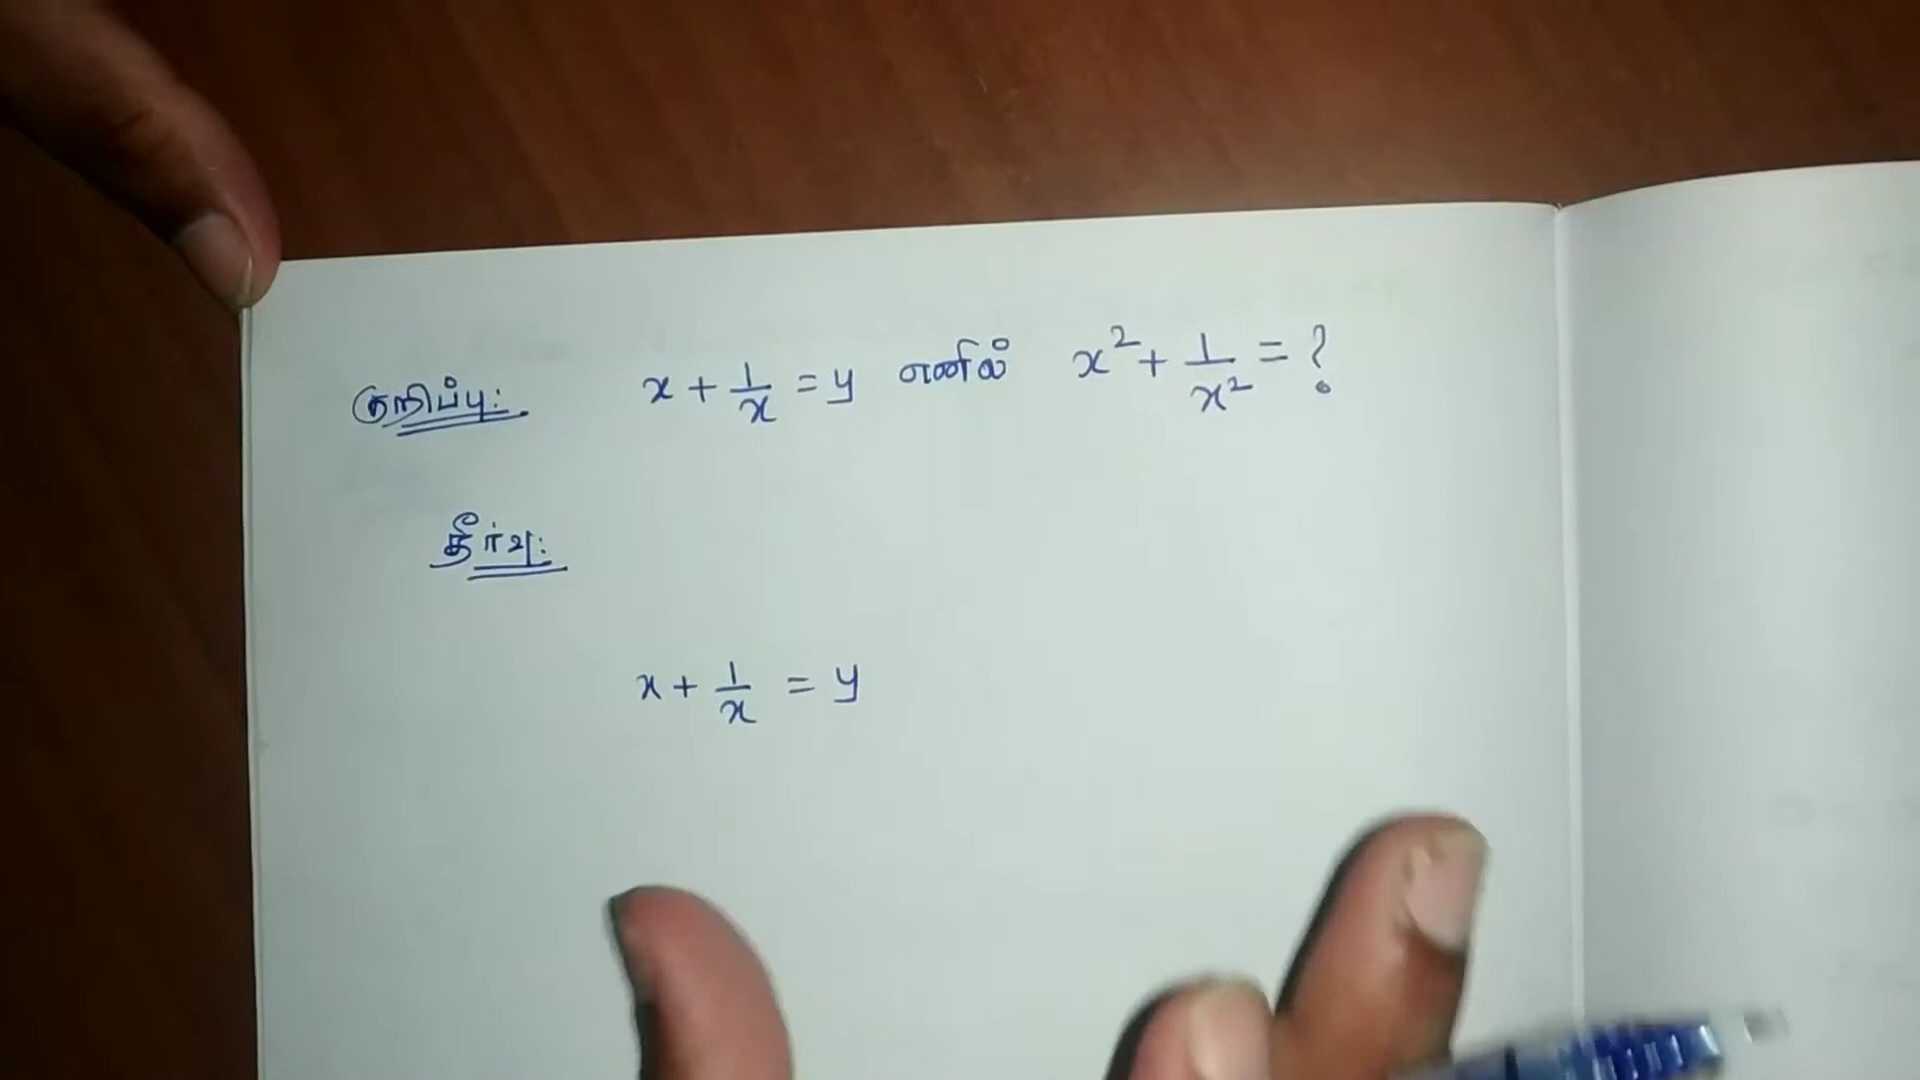 குறிப்பு: x + 1/x = y எனில் x² + 1/x² = ?
தீர்வு:
x + 1/x = y